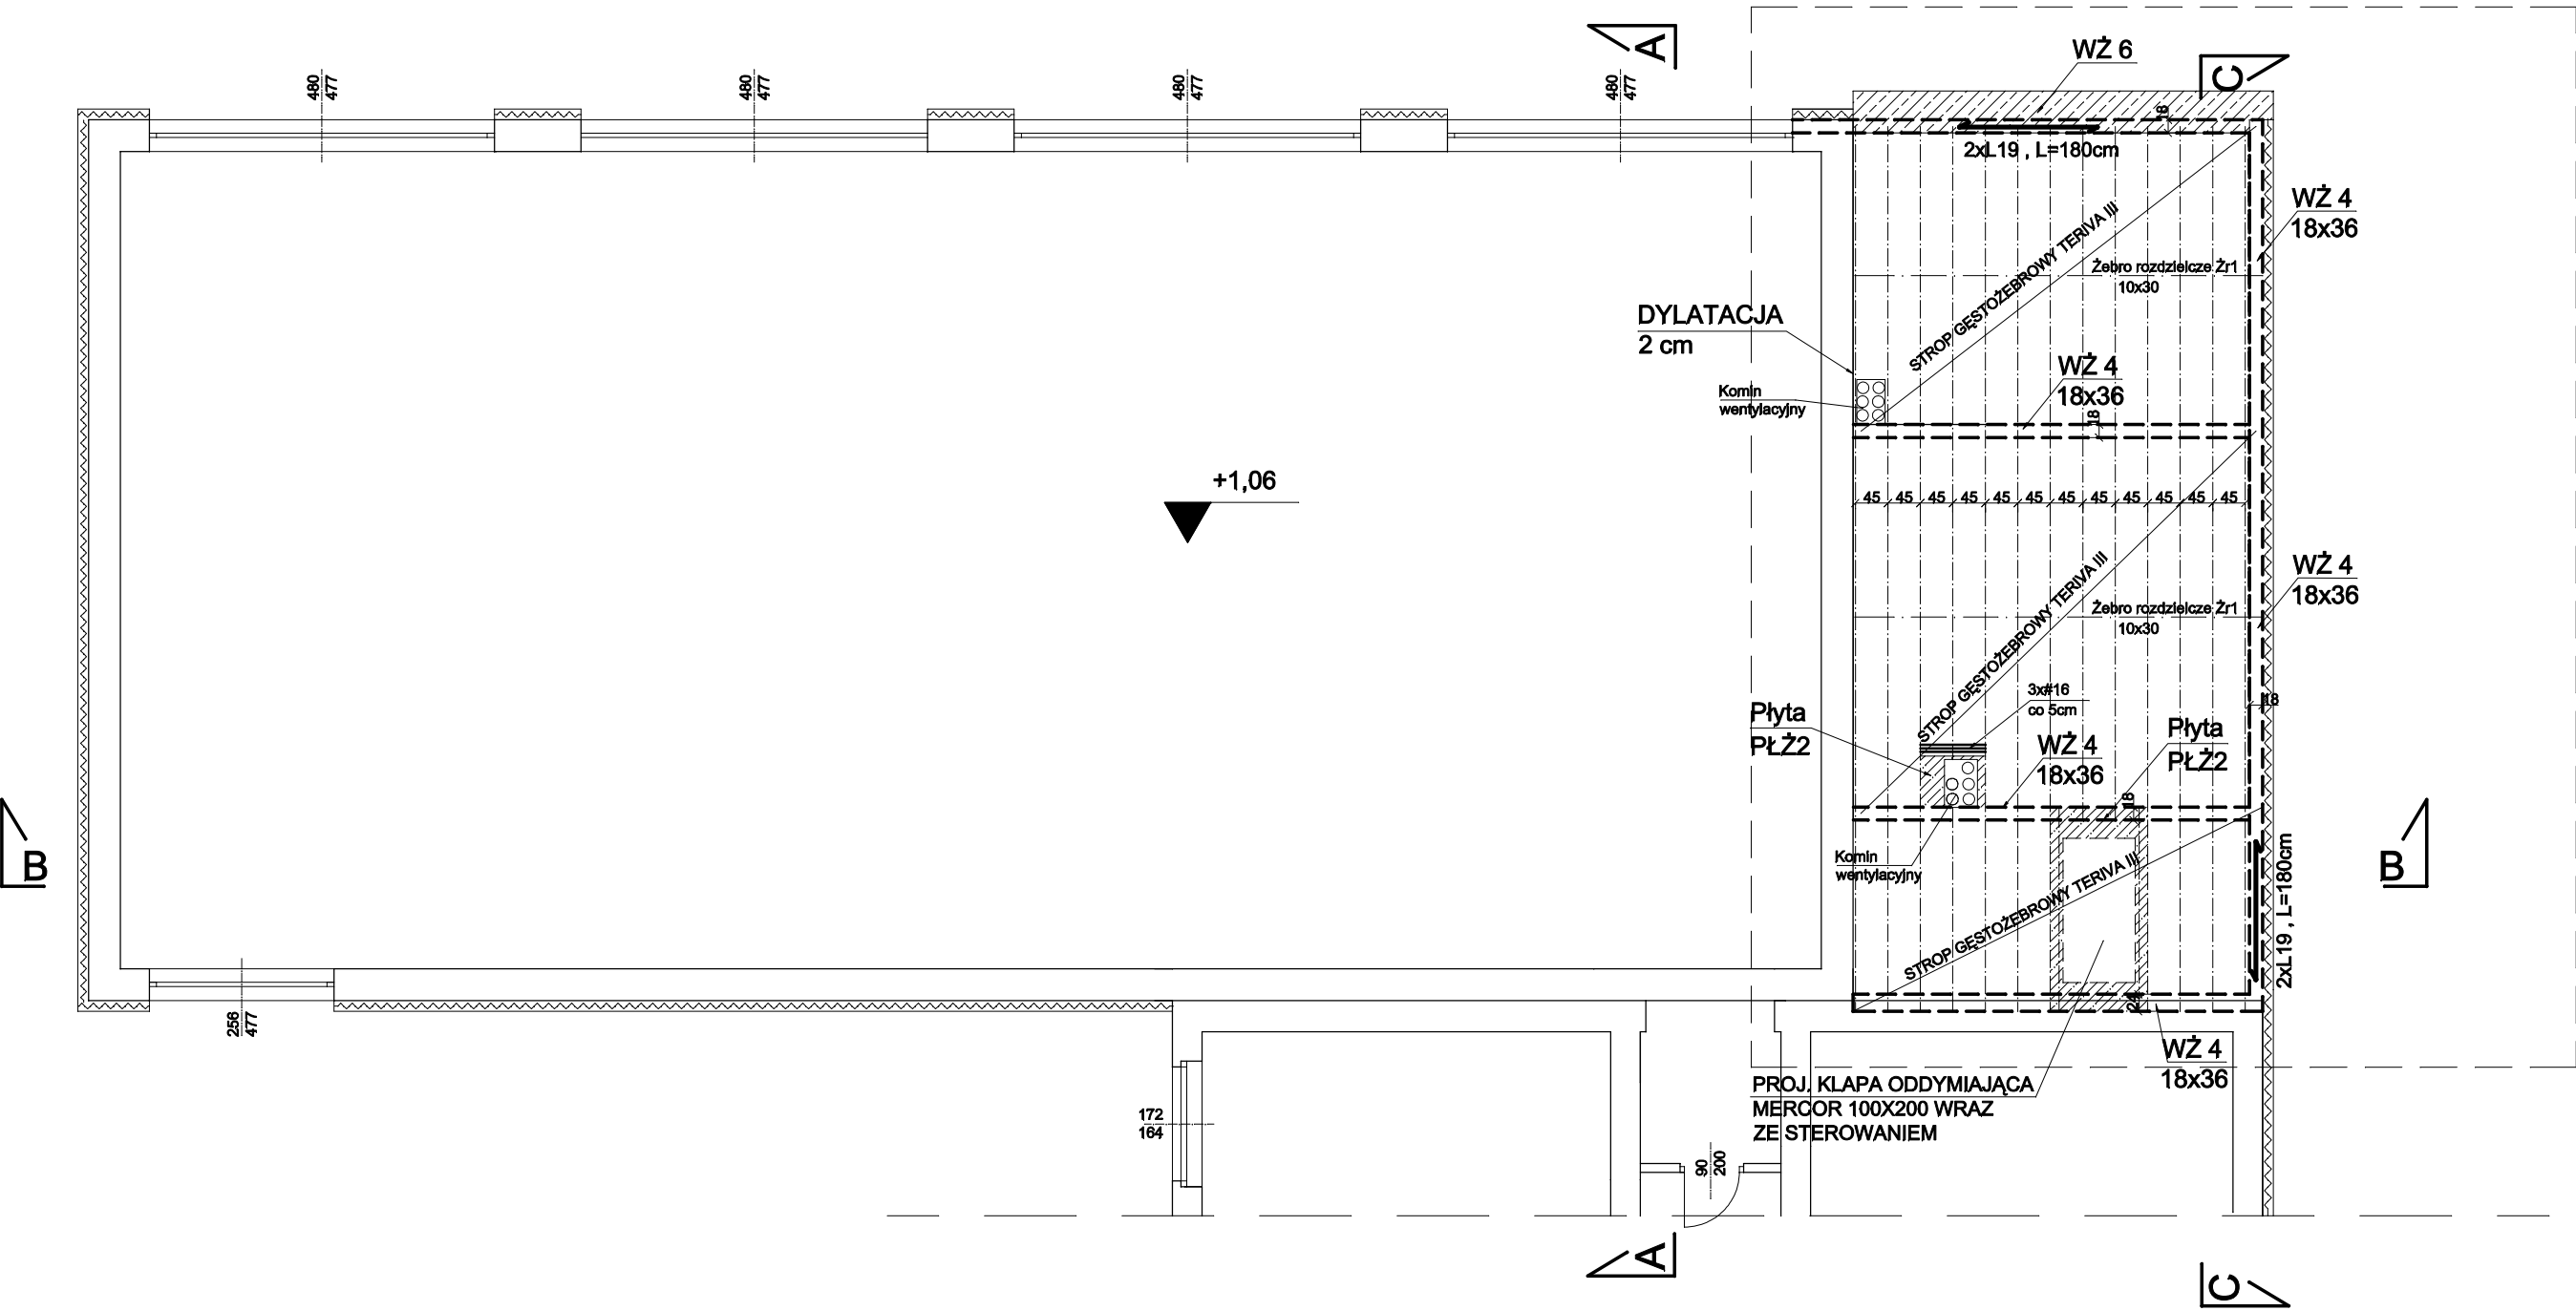 A
WŻ 6
C
480
477
480
477
480
477
480
477
18
2xL19 , L=180cm
WŻ 4
18x36
STROP GĘSTOŻEBROWY TERIVA III
Żebro rozdzielcze Żr1
10x30
DYLATACJA
2 cm
WŻ 4
18x36
Komin
wentylacyjny
18
+1,06
45 45 45 45 45 45 45 45 45 45 45 45
WŻ 4
18x36
STROP GĘSTOŻEBROWY TERIVA III
Żebro rozdzielcze Żr1
10x30
3x#16
co 5cm
18
Płyta
PŁŻ2
WŻ 4
18x36
Płyta
PŁŻ2
18
B
B
Komin
wentylacyjny
STROP GĘSTOŻEBROWY TERIVA III
2xL19 , L=180cm
24
256
477
WŻ 4
18x36
PROJ. KLAPA ODDYMIAJĄCA
MERCOR 100X200 WRAZ
ZE STEROWANIEM
172
164
90
200
A
C